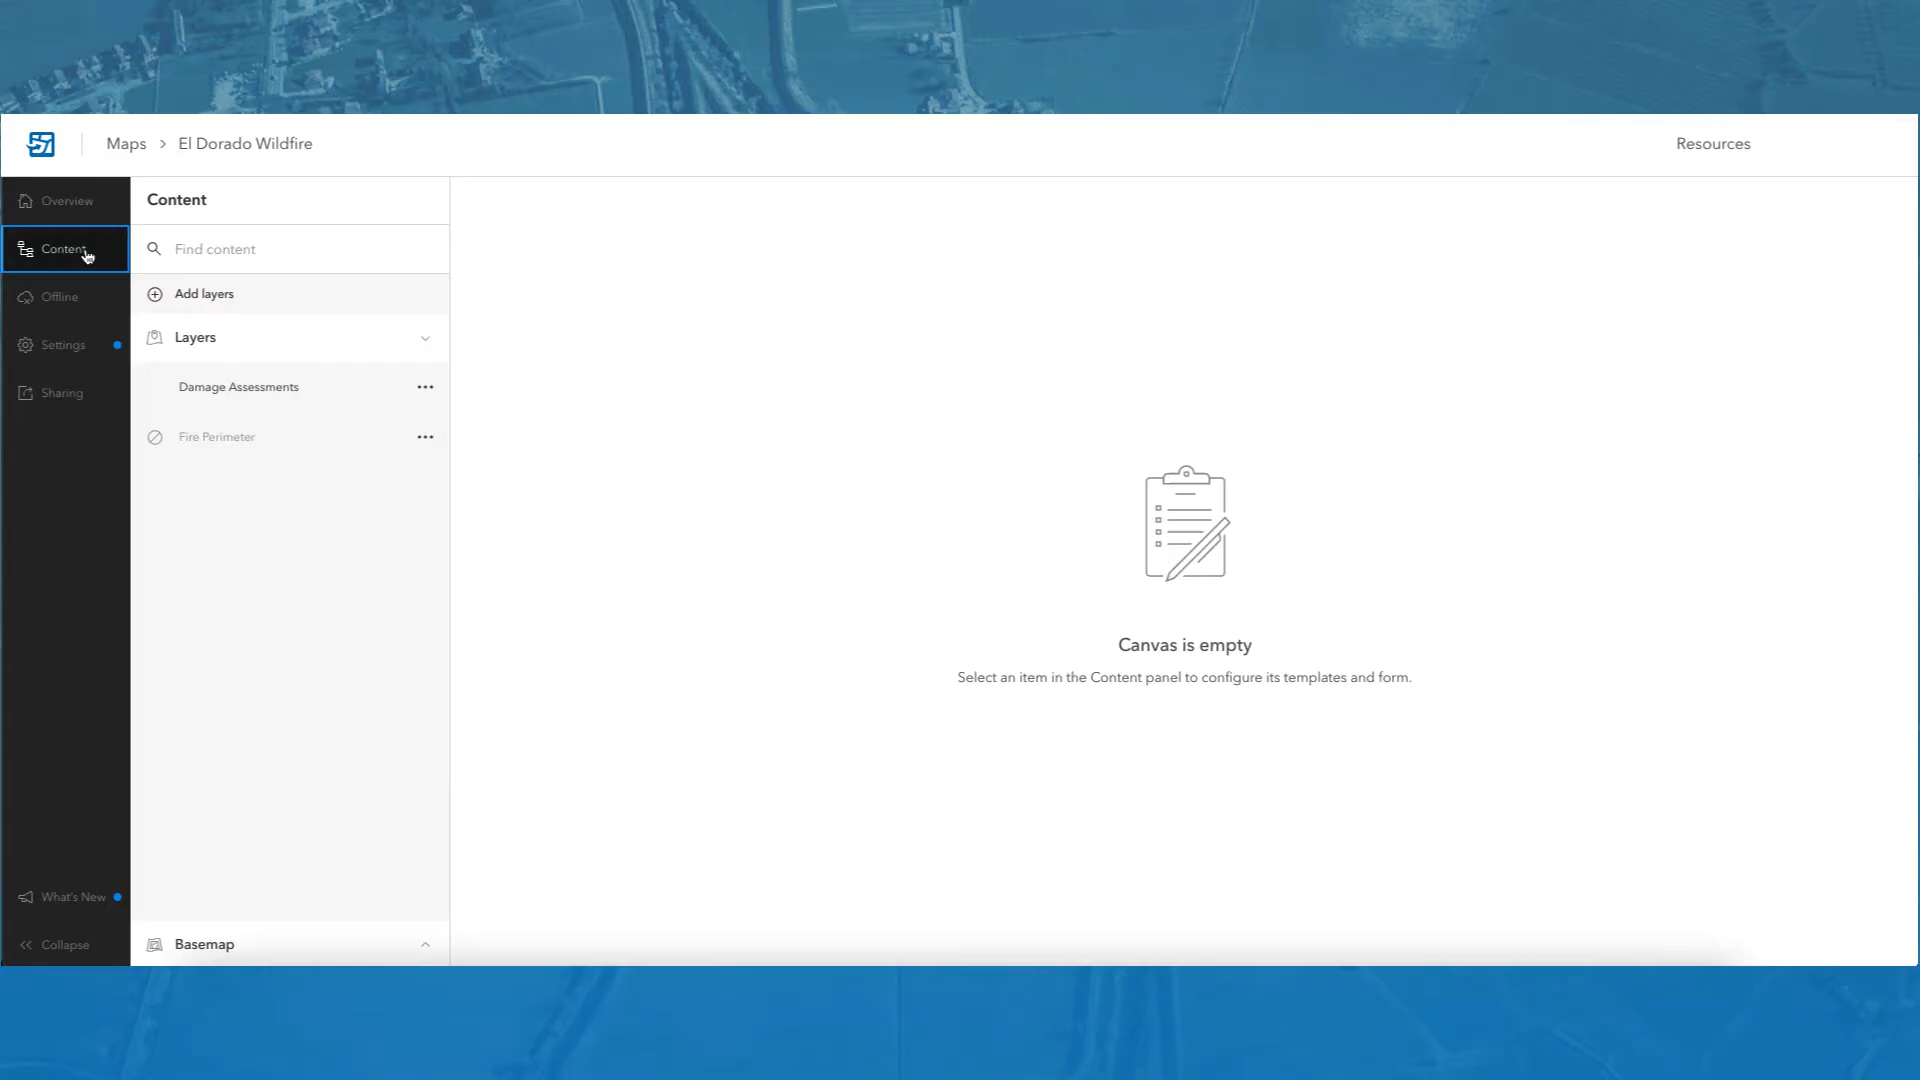 Maps > El Dorado Wildfire
Resources
Overview
Content
Offline
Settings
Sharing
What's New
Collapse
Content
Find content
Add layers
Layers
Damage Assessments
Fire Perimeter
Basemap
Canvas is empty
Select an item in the Content panel to configure its templates and form.